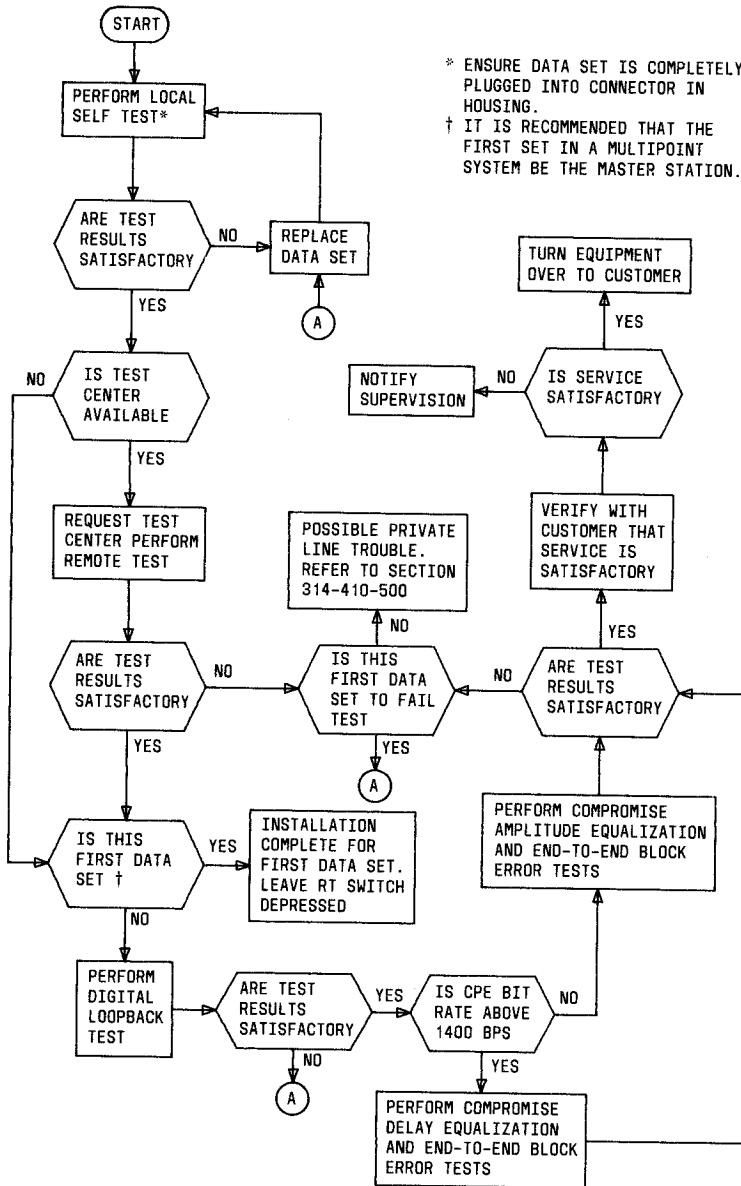 START
PERFORM LOCAL
SELF TEST*
* ENSURE DATA SET IS COMPLETELY
PLUGGED INTO CONNECTOR IN
HOUSING.
† IT IS RECOMMENDED THAT THE
FIRST SET IN A MULTIPOINT
SYSTEM BE THE MASTER STATION.
ARE TEST
RESULTS
SATISFACTORY
NO
REPLACE
DATA SET
A
YES
TURN EQUIPMENT
OVER TO CUSTOMER
YES
NO
IS TEST
CENTER
AVAILABLE
NOTIFY
SUPERVISION
NO
IS SERVICE
SATISFACTORY
YES
REQUEST TEST
CENTER PERFORM
REMOTE TEST
POSSIBLE PRIVATE
LINE TROUBLE.
REFER TO SECTION
314-410-500
VERIFY WITH
CUSTOMER THAT
SERVICE IS
SATISFACTORY
NO
YES
ARE TEST
RESULTS
SATISFACTORY
NO
IS THIS
FIRST DATA
SET TO FAIL
TEST
NO
ARE TEST
RESULTS
SATISFACTORY
YES
YES
A
IS THIS
FIRST DATA
SET †
YES
INSTALLATION
COMPLETE FOR
FIRST DATA SET.
LEAVE RT SWITCH
DEPRESSED
PERFORM COMPROMISE
AMPLITUDE EQUALIZATION
AND END-TO-END BLOCK
ERROR TESTS
NO
PERFORM
DIGITAL
LOOPBACK
TEST
ARE TEST
RESULTS
SATISFACTORY
YES
IS CPE BIT
RATE ABOVE
1400 BPS
NO
NO
A
YES
PERFORM COMPROMISE
DELAY EQUALIZATION
AND END-TO-END BLOCK
ERROR TESTS